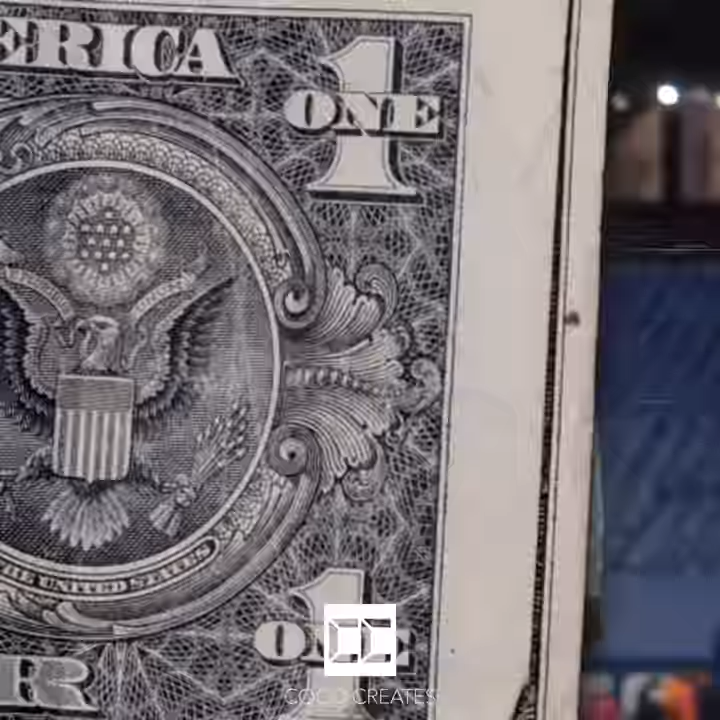 ERICA
1
ONE
THE UNITED STATES
1
ONE
R
COCO CREATES